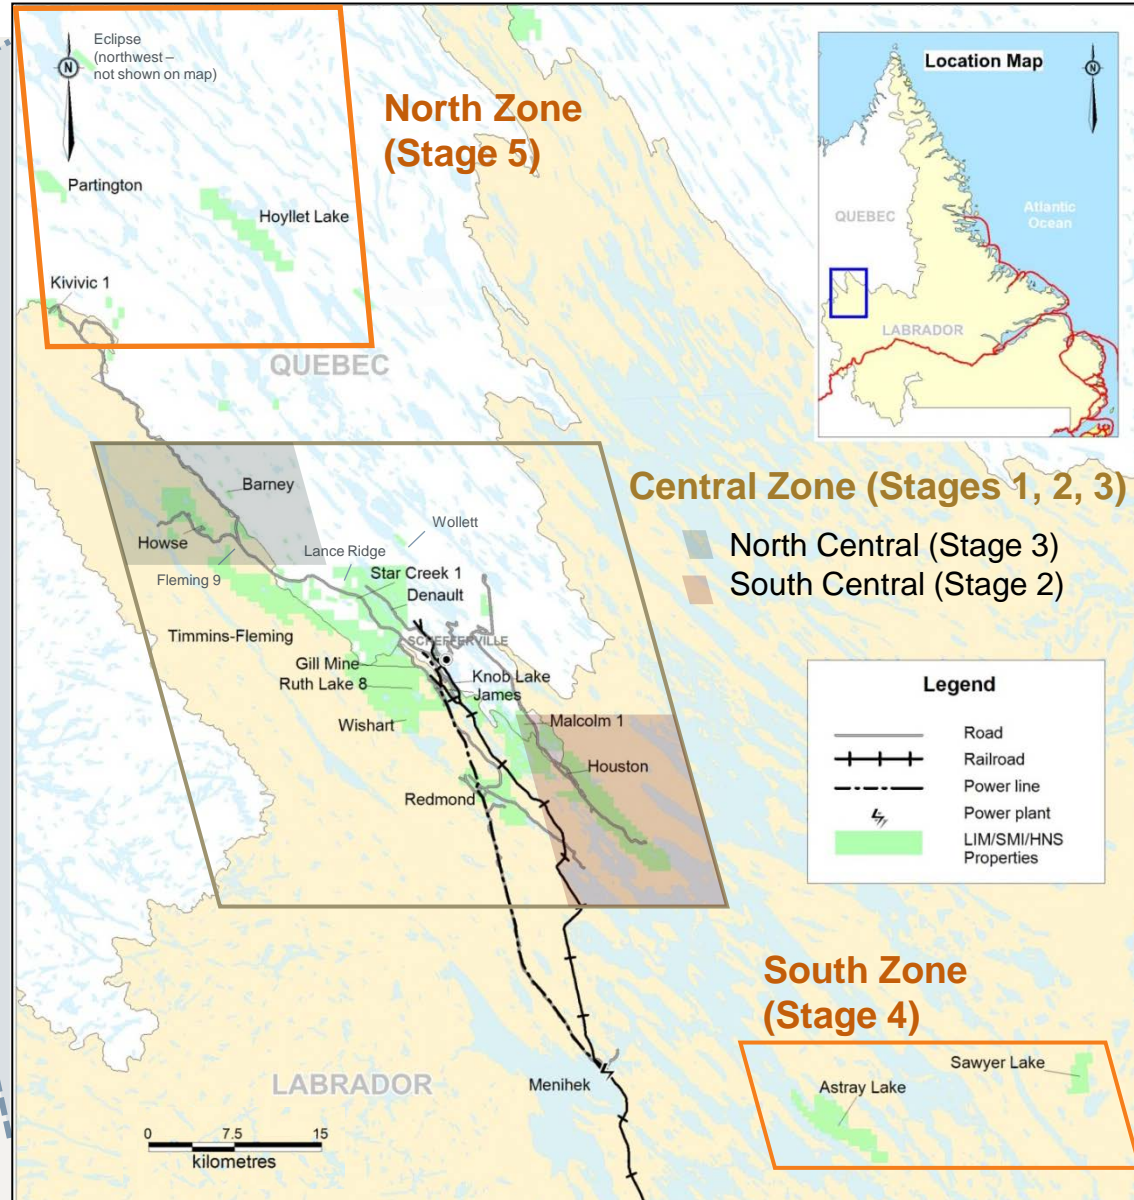 Eclipse
(northwest –
not shown on map)
N
North Zone
(Stage 5)
Partington
Hoyllet Lake
Kivivic 1
QUEBEC
Location Map
N
QUEBEC
Atlantic
Ocean
LABRADOR
Central Zone (Stages 1, 2, 3)
North Central (Stage 3)
South Central (Stage 2)
Barney
Wollett
Howse
Lance Ridge
Fleming 9
Star Creek 1
Denault
Timmins-Fleming
SCHEFFERVILLE
Gill Mine
Knob Lake
Ruth Lake 8
James
Wishart
Malcolm 1
Houston
Redmond
Legend
Road
Railroad
Power line
Power plant
LIM/SMI/HNS
Properties
South Zone
(Stage 4)
Sawyer Lake
Astray Lake
Menihek
LABRADOR
0 7.5 15
kilometres